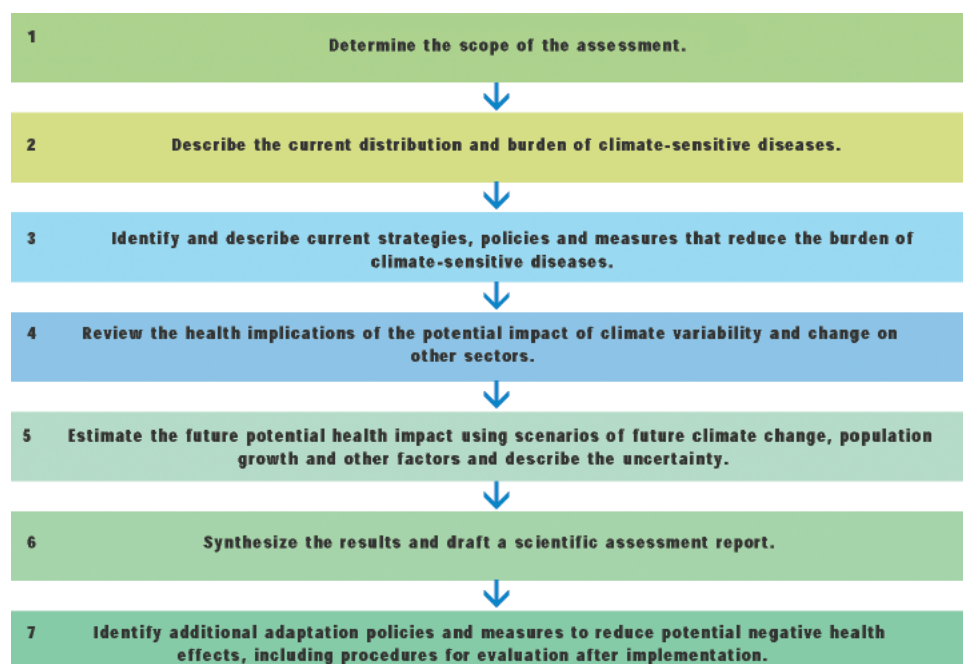 1
Determine the scope of the assessment.
2
Describe the current distribution and burden of climate-sensitive diseases.
3
Identify and describe current strategies, policies and measures that reduce the burden of
climate-sensitive diseases.
4
Review the health implications of the potential impact of climate variability and change on
other sectors.
5
Estimate the future potential health impact using scenarios of future climate change, population
growth and other factors and describe the uncertainty.
6
Synthesize the results and draft a scientific assessment report.
7
Identify additional adaptation policies and measures to reduce potential negative health
effects, including procedures for evaluation after implementation.